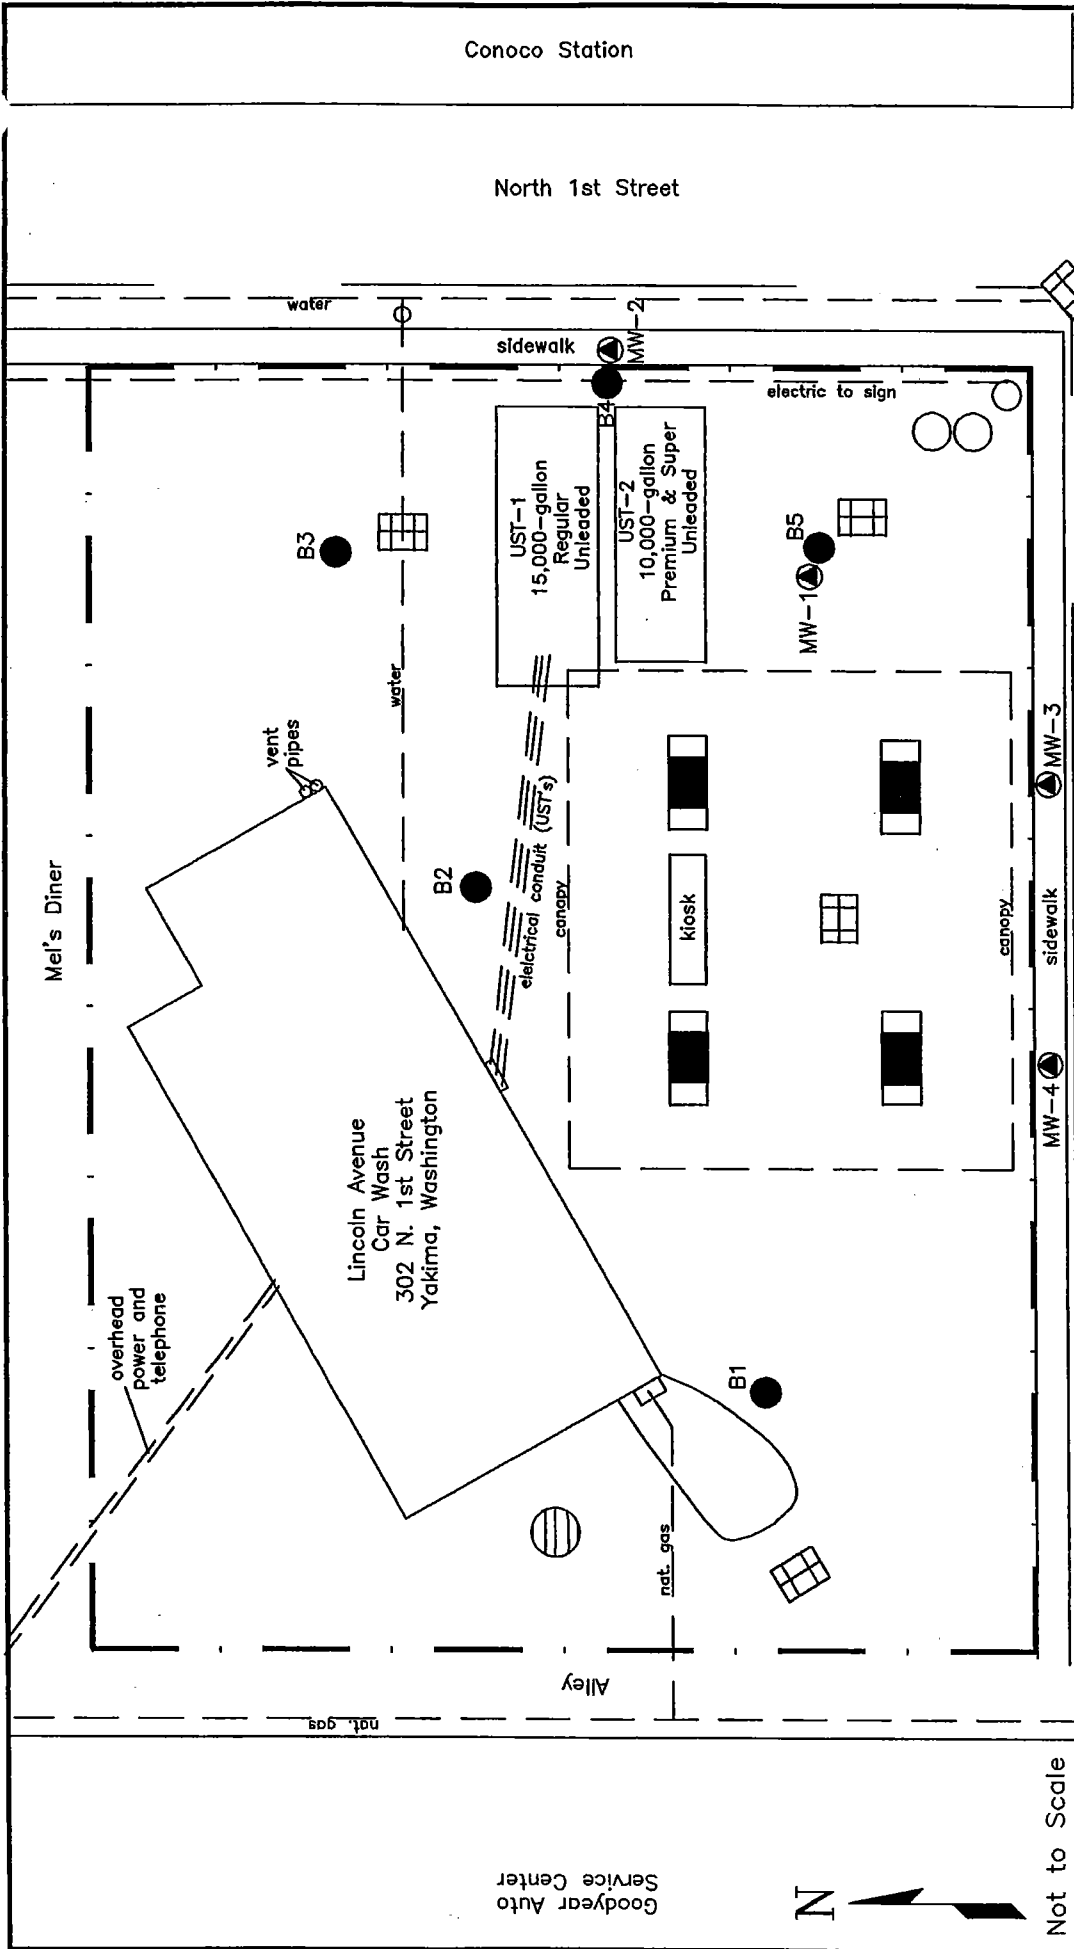 Conoco Station
North 1st Street
water
sidewalk
MW-2
B4
electric to sign
UST-1
15,000-gallon
Regular
Unleaded
UST-2
10,000-gallon
Premium & Super
Unleaded
B3
B5
MW-1
water
vent
pipes
Mel's Diner
B2
elelctrical conduit (UST's)
canopy
kiosk
canopy
sidewalk
MW-3
MW-4
Lincoln Avenue
Car Wash
302 N. 1st Street
Yakima, Washington
overhead
power and
telephone
B1
nat. gas
Alley
nat. gas
Goodyear Auto
Service Center
N
Not to Scale